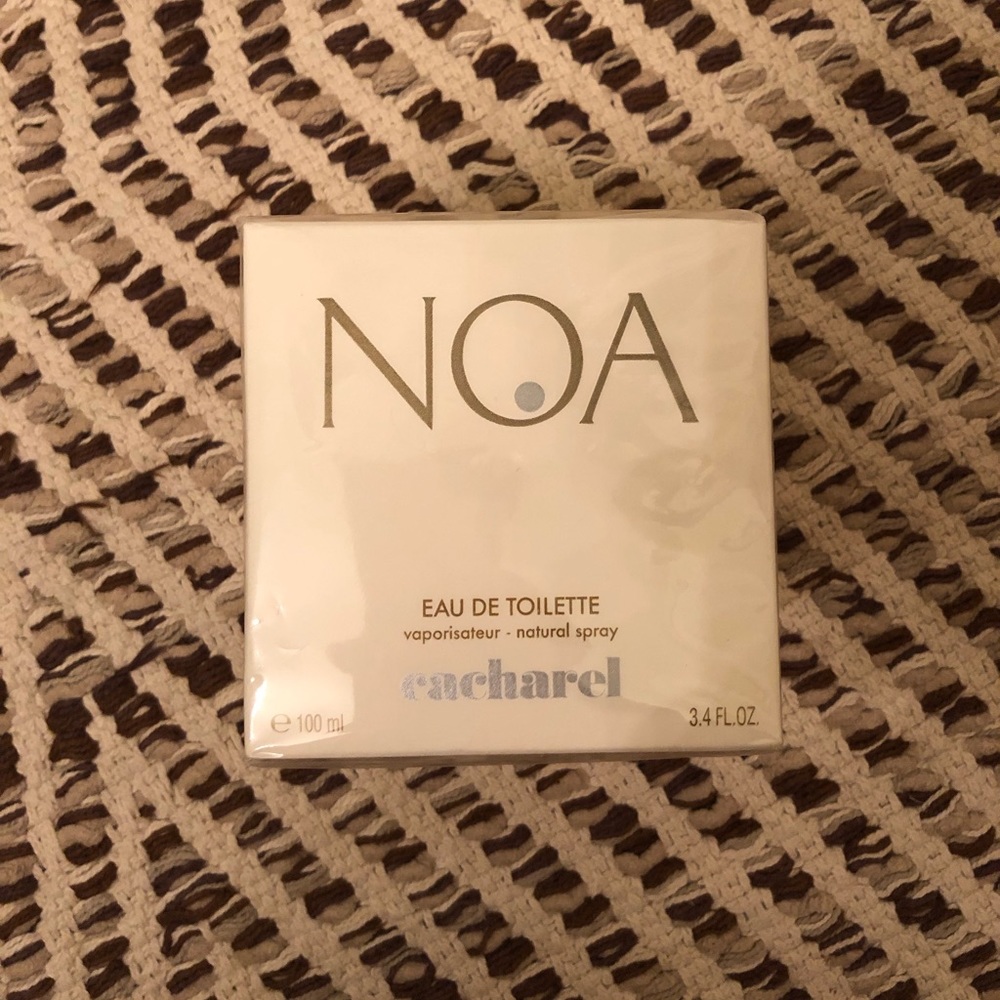 NOA
EAU DE TOILETTE
vaporisateur - natural spray
cacharel
℮ 100 ml
3.4 FL.OZ.